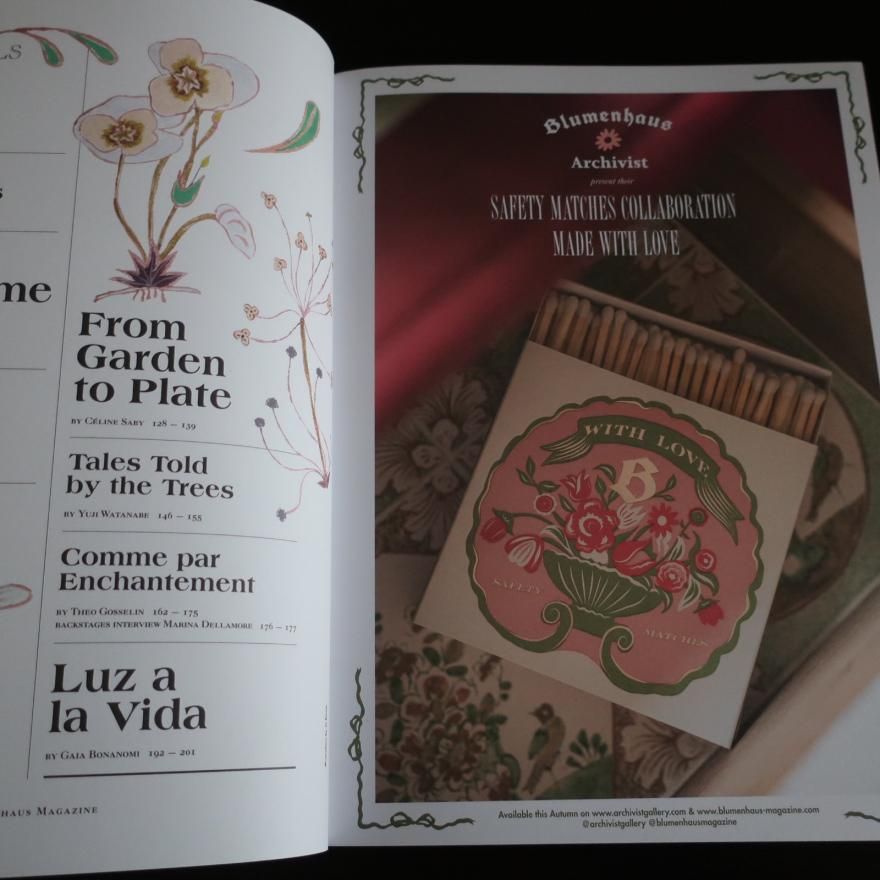 LS
s
me
From
Garden
to Plate
BY CÉLINE SABY 128 — 139
Tales Told
by the Trees
BY YUJI WATANABE 146 — 155
Comme par
Enchantement
BY THEO GOSSELIN 162 — 175
BACKSTAGES INTERVIEW MARINA DELLAMORE 176 — 177
Luz a
la Vida
BY GAIA BONANOMI 192 — 201
HAUS MAGAZINE
Blumenhaus
Archivist
present their
SAFETY MATCHES COLLABORATION
MADE WITH LOVE
WITH LOVE
B
SAFETY
MATCHES
Available this Autumn on www.archivistgallery.com & www.blumenhaus-magazine.com
@archivistgallery @blumenhausmagazine